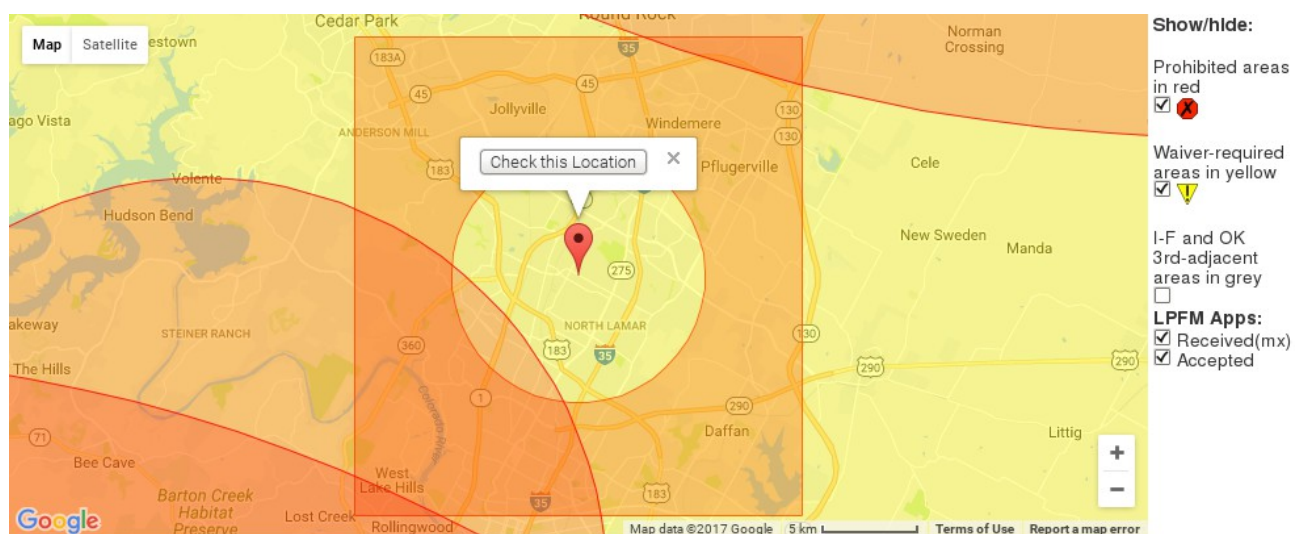 Map Satellite
estown
Cedar Park
Round Rock
35
Norman
Crossing
183A
45
45
130
ago Vista
Jollyville
Windemere
ANDERSON MILL
130
Check this Location ×
183
Pflugerville
Cele
Volente
Hudson Bend
New Sweden
Manda
275
akeway
STEINER RANCH
NORTH LAMAR
130
360
183
35
290
290
The Hills
1
290
Daffan
71
Littig
Bee Cave
West
Lake Hills
+
−
Barton Creek
Habitat
Preserve
Lost Creek
Rollingwood
35
183
Google
Map data ©2017 Google
5 km
Terms of Use
Report a map error
Show/hide:
Prohibited areas
in red
X
Waiver-required
areas in yellow
!
I-F and OK
3rd-adjacent
areas in grey
LPFM Apps:
Received(mx)
Accepted